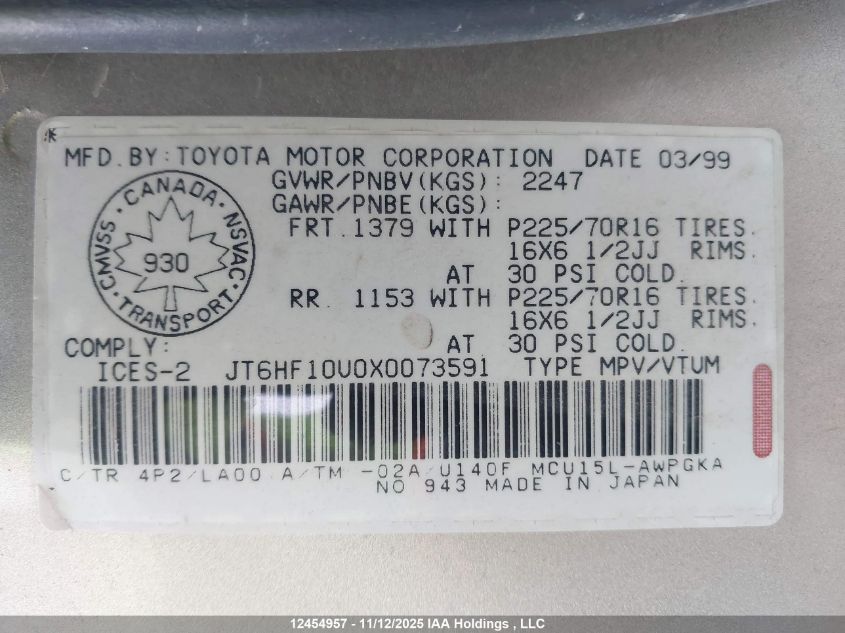 MFD. BY: TOYOTA MOTOR CORPORATION DATE 03/99
GVWR/PNBV(KGS): 2247
GAWR/PNBE(KGS):
FRT. 1379 WITH P225/70R16 TIRES.
16X6 1/2JJ RIMS.
AT 30 PSI COLD.
RR. 1153 WITH P225/70R16 TIRES.
16X6 1/2JJ RIMS.
AT 30 PSI COLD.
CANADA
CMVSS NSVAC
930
TRANSPORT
COMPLY:
ICES-2 JT6HF10U0X0073591 TYPE MPV/VTUM
C/TR 4P2/LA00 A/TM -02A/U140F MCU15L-AWPGKA
NO 943 MADE IN JAPAN
12454957 - 11/12/2025 IAA Holdings , LLC